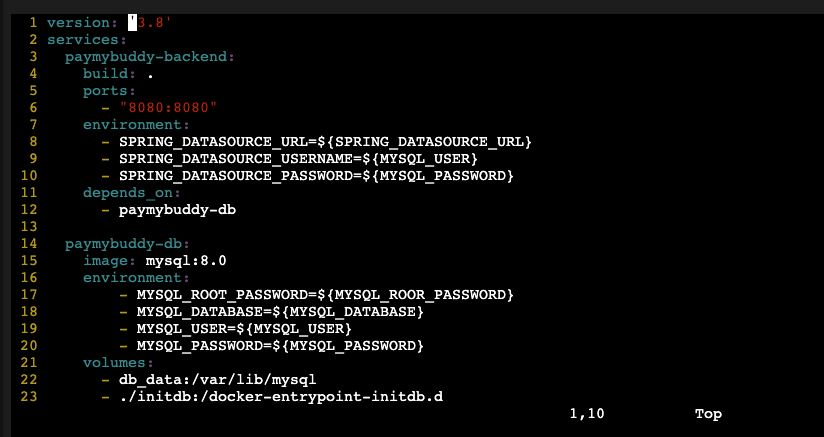 1 version: '3.8'
2 services:
3   paymybuddy-backend:
4     build: .
5     ports:
6       - "8080:8080"
7     environment:
8       - SPRING_DATASOURCE_URL=${SPRING_DATASOURCE_URL}
9       - SPRING_DATASOURCE_USERNAME=${MYSQL_USER}
10       - SPRING_DATASOURCE_PASSWORD=${MYSQL_PASSWORD}
11     depends_on:
12       - paymybuddy-db
13
14   paymybuddy-db:
15     image: mysql:8.0
16     environment:
17         - MYSQL_ROOT_PASSWORD=${MYSQL_ROOR_PASSWORD}
18         - MYSQL_DATABASE=${MYSQL_DATABASE}
19         - MYSQL_USER=${MYSQL_USER}
20         - MYSQL_PASSWORD=${MYSQL_PASSWORD}
21     volumes:
22       - db_data:/var/lib/mysql
23       - ./initdb:/docker-entrypoint-initdb.d
1,10 Top